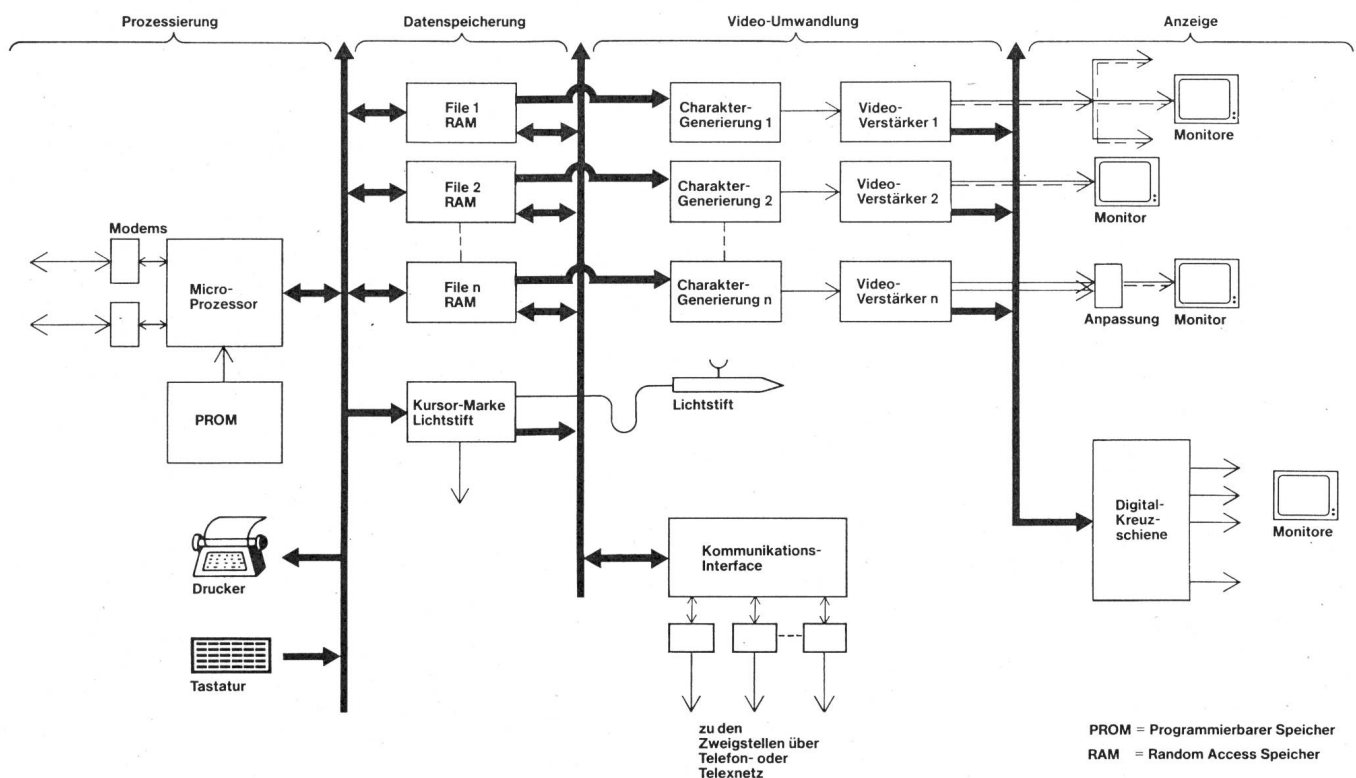 Prozessierung
Datenspeicherung
Video-Umwandlung
Anzeige
File 1
RAM
Charakter-
Generierung 1
Video-
Verstärker 1
Monitore
File 2
RAM
Charakter-
Generierung 2
Video-
Verstärker 2
Monitor
Modems
Micro-
Prozessor
File n
RAM
Charakter-
Generierung n
Video-
Verstärker n
Anpassung
Monitor
PROM
Kursor-Marke
Lichtstift
Lichtstift
Digital-
Kreuz-
schiene
Monitore
Drucker
Kommunikations-
Interface
Tastatur
zu den
Zweigstellen über
Telefon- oder
Telexnetz
PROM = Programmierbarer Speicher
RAM = Random Access Speicher